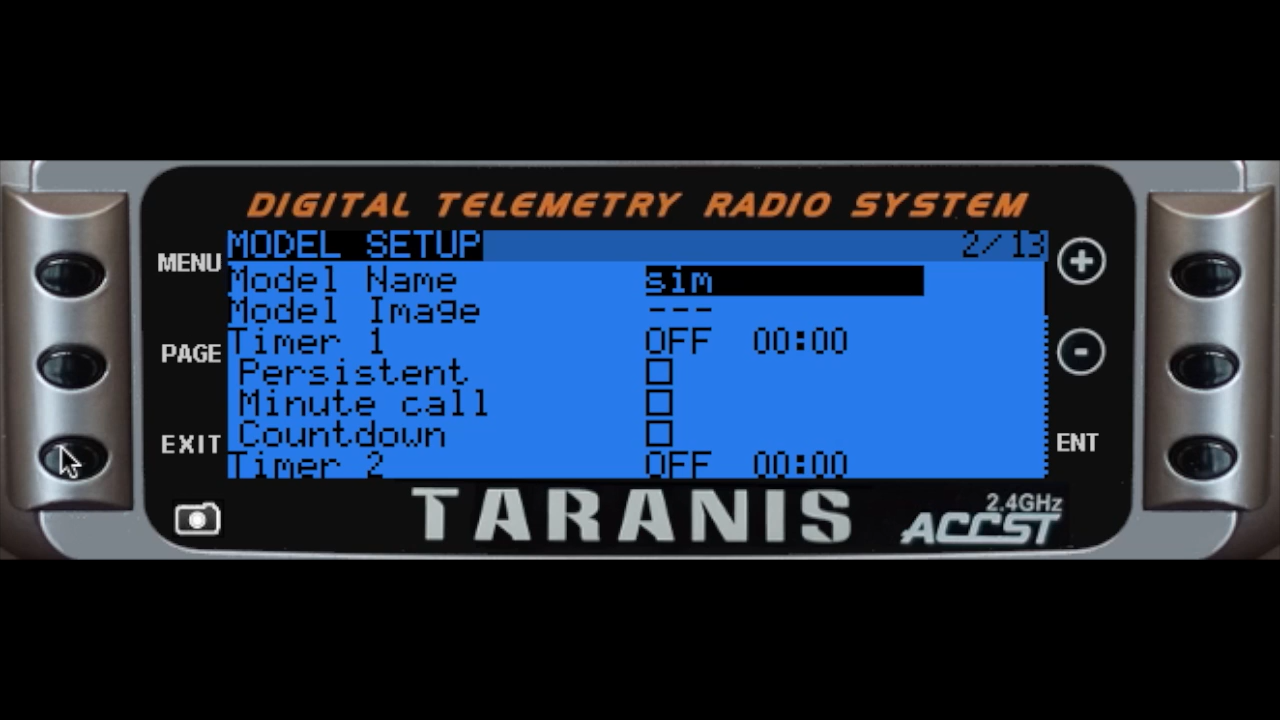 DIGITAL TELEMETRY RADIO SYSTEM
MENU
PAGE
EXIT
MODEL SETUP 2/13
Model Name sim
Model Image ---
Timer 1 OFF 00:00
Persistent
Minute call
Countdown
Timer 2 OFF 00:00
+
-
ENT
TARANIS
2.4GHz
ACCST